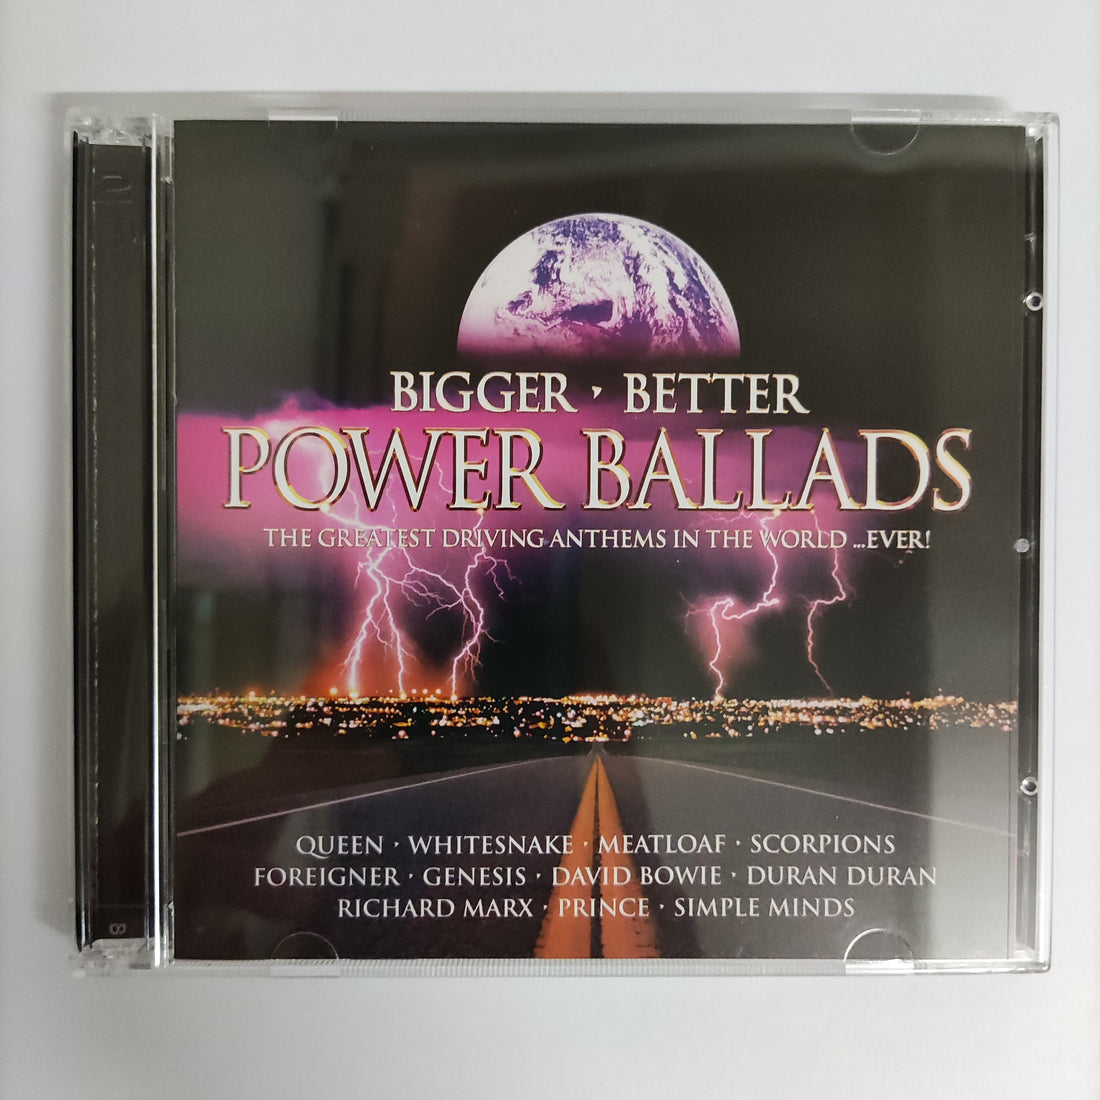 BIGGER, BETTER
POWER BALLADS
THE GREATEST DRIVING ANTHEMS IN THE WORLD ...EVER!
QUEEN · WHITESNAKE · MEATLOAF · SCORPIONS
FOREIGNER · GENESIS · DAVID BOWIE · DURAN DURAN
RICHARD MARX · PRINCE · SIMPLE MINDS